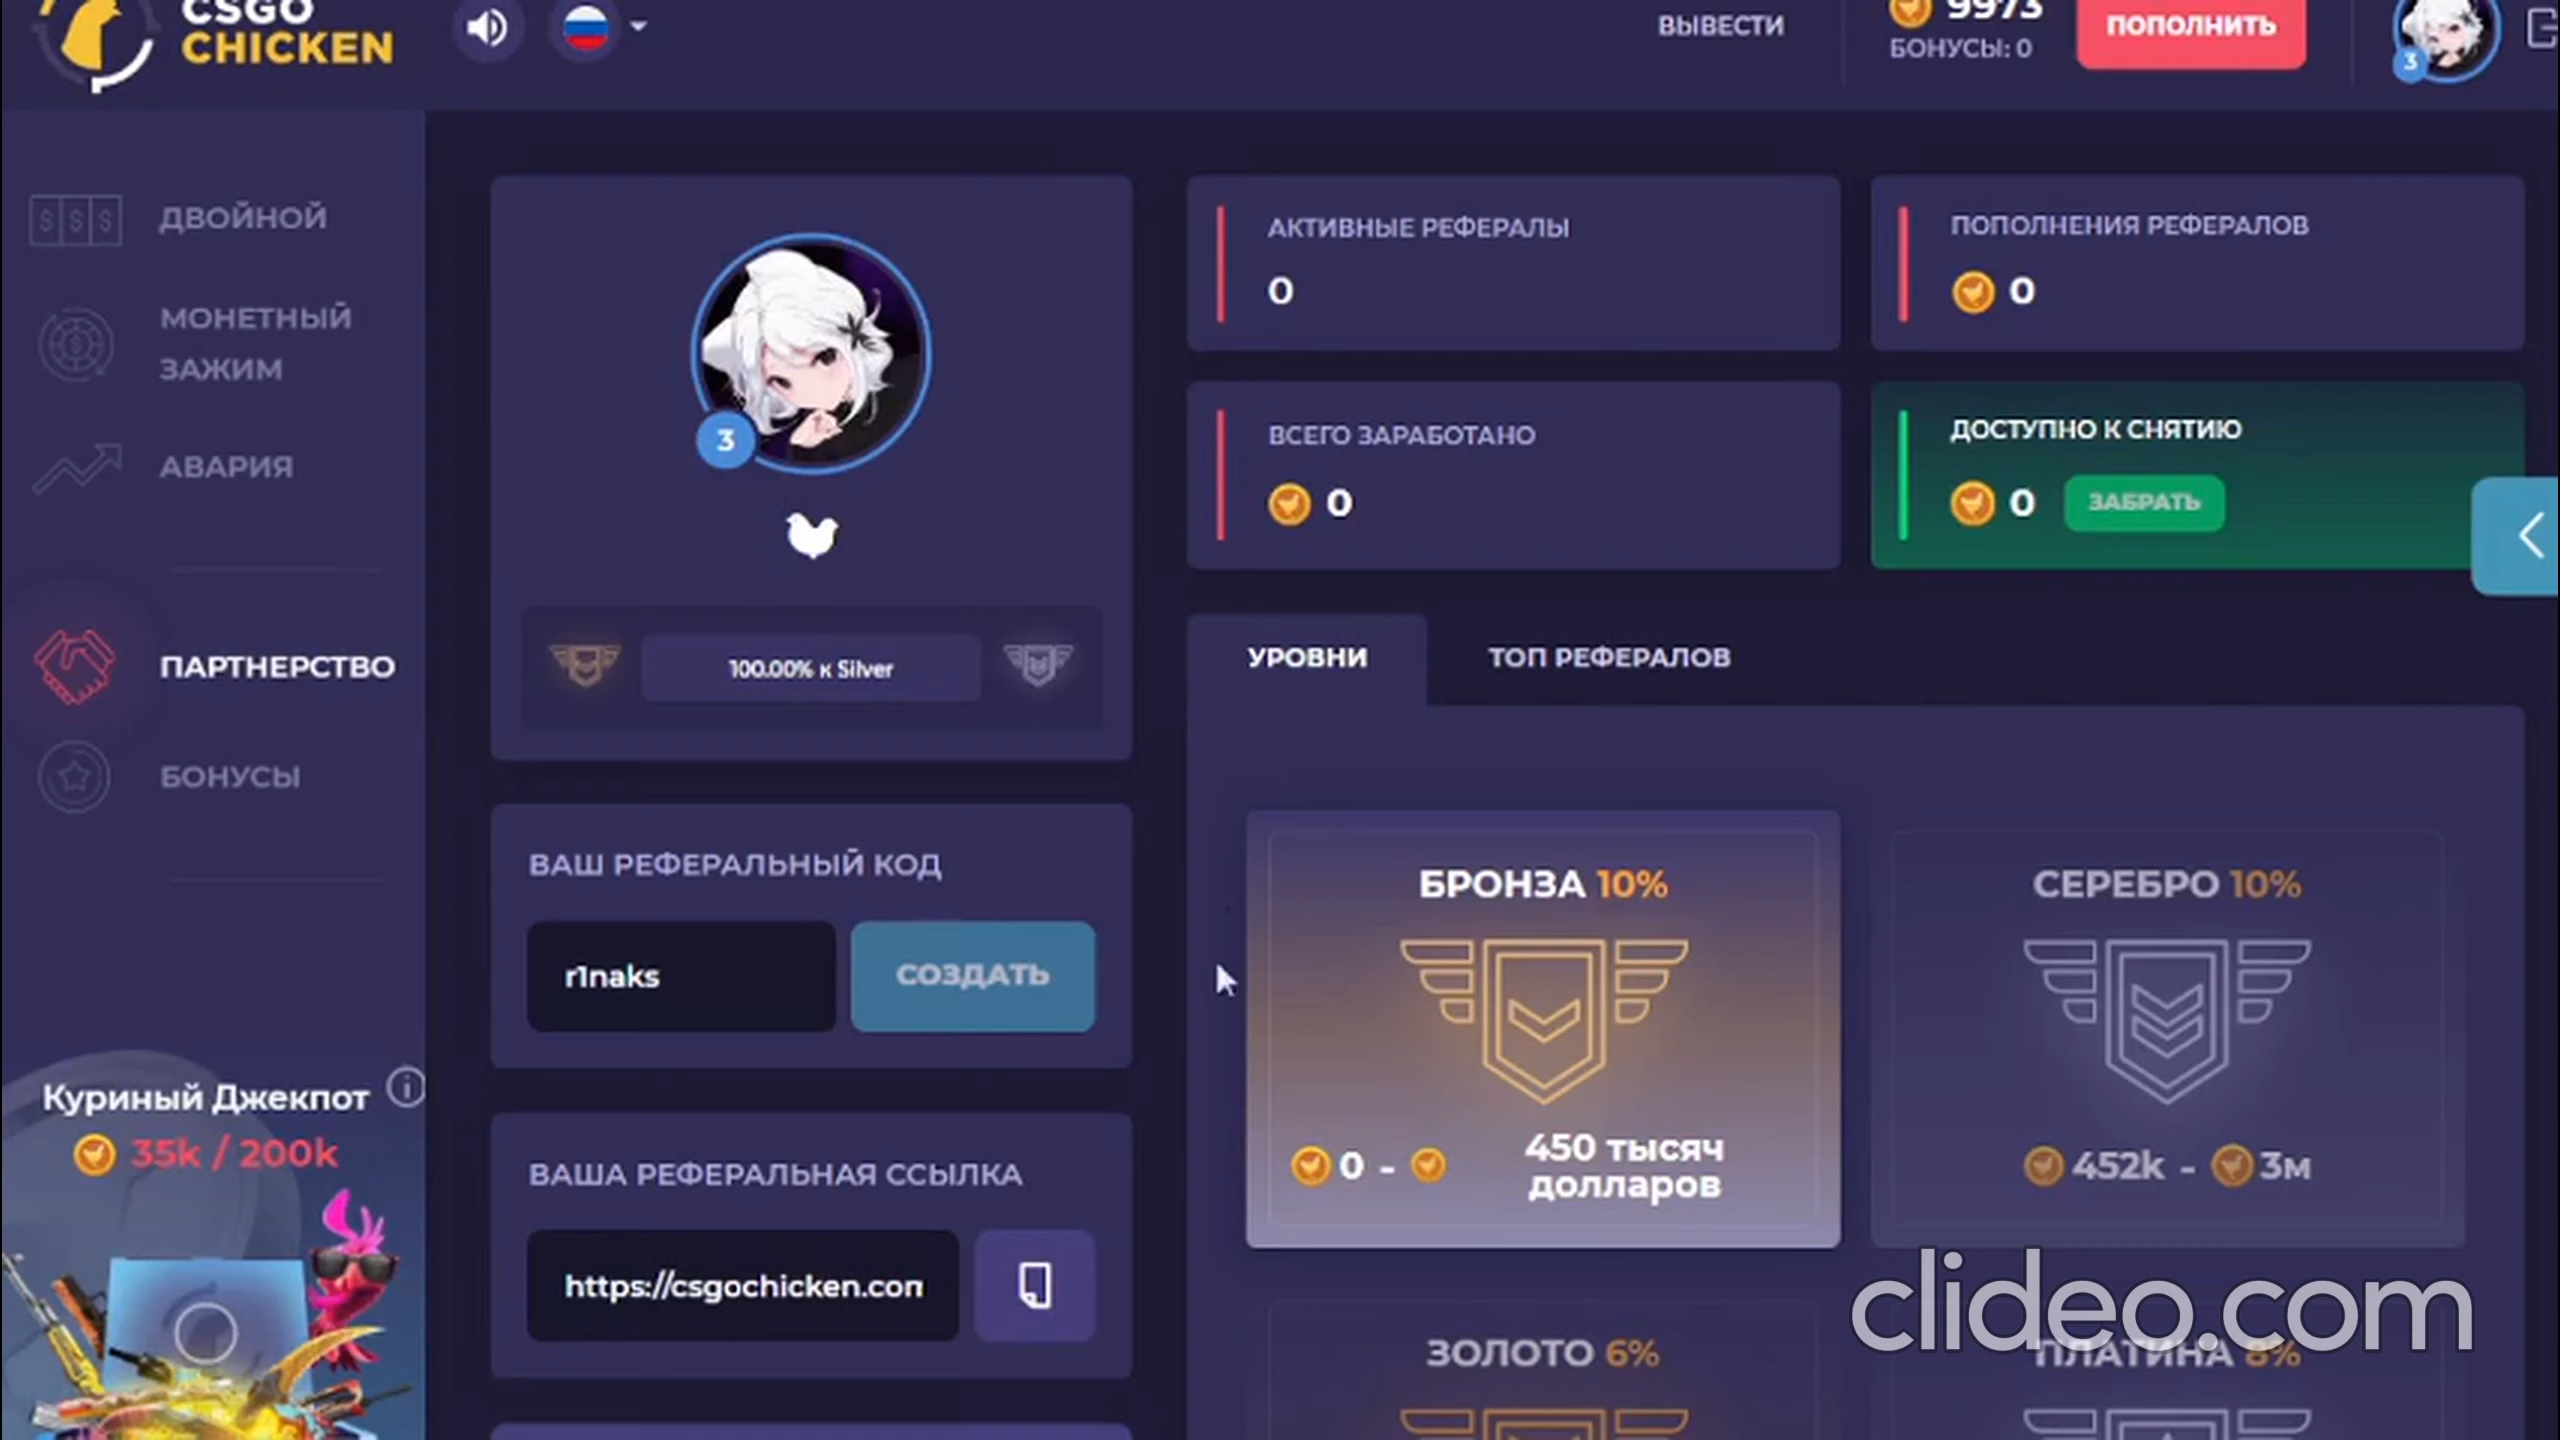 CSGO
CHICKEN
ВЫВЕСТИ
9973
БОНУСЫ: 0
ПОПОЛНИТЬ
3
ДВОЙНОЙ
МОНЕТНЫЙ
ЗАЖИМ
АВАРИЯ
ПАРТНЕРСТВО
БОНУСЫ
Куриный Джекпот
35k / 200k
3
100.00% к Silver
ВАШ РЕФЕРАЛЬНЫЙ КОД
r1naks
СОЗДАТЬ
ВАША РЕФЕРАЛЬНАЯ ССЫЛКА
https://csgochicken.com
АКТИВНЫЕ РЕФЕРАЛЫ
0
ПОПОЛНЕНИЯ РЕФЕРАЛОВ
0
ВСЕГО ЗАРАБОТАНО
0
ДОСТУПНО К СНЯТИЮ
0 ЗАБРАТЬ
УРОВНИ
ТОП РЕФЕРАЛОВ
БРОНЗА 10%
0 - 450 тысяч
долларов
СЕРЕБРО 10%
452k - 3м
ЗОЛОТО 6%
ПЛАТИНА 8%
clideo.com